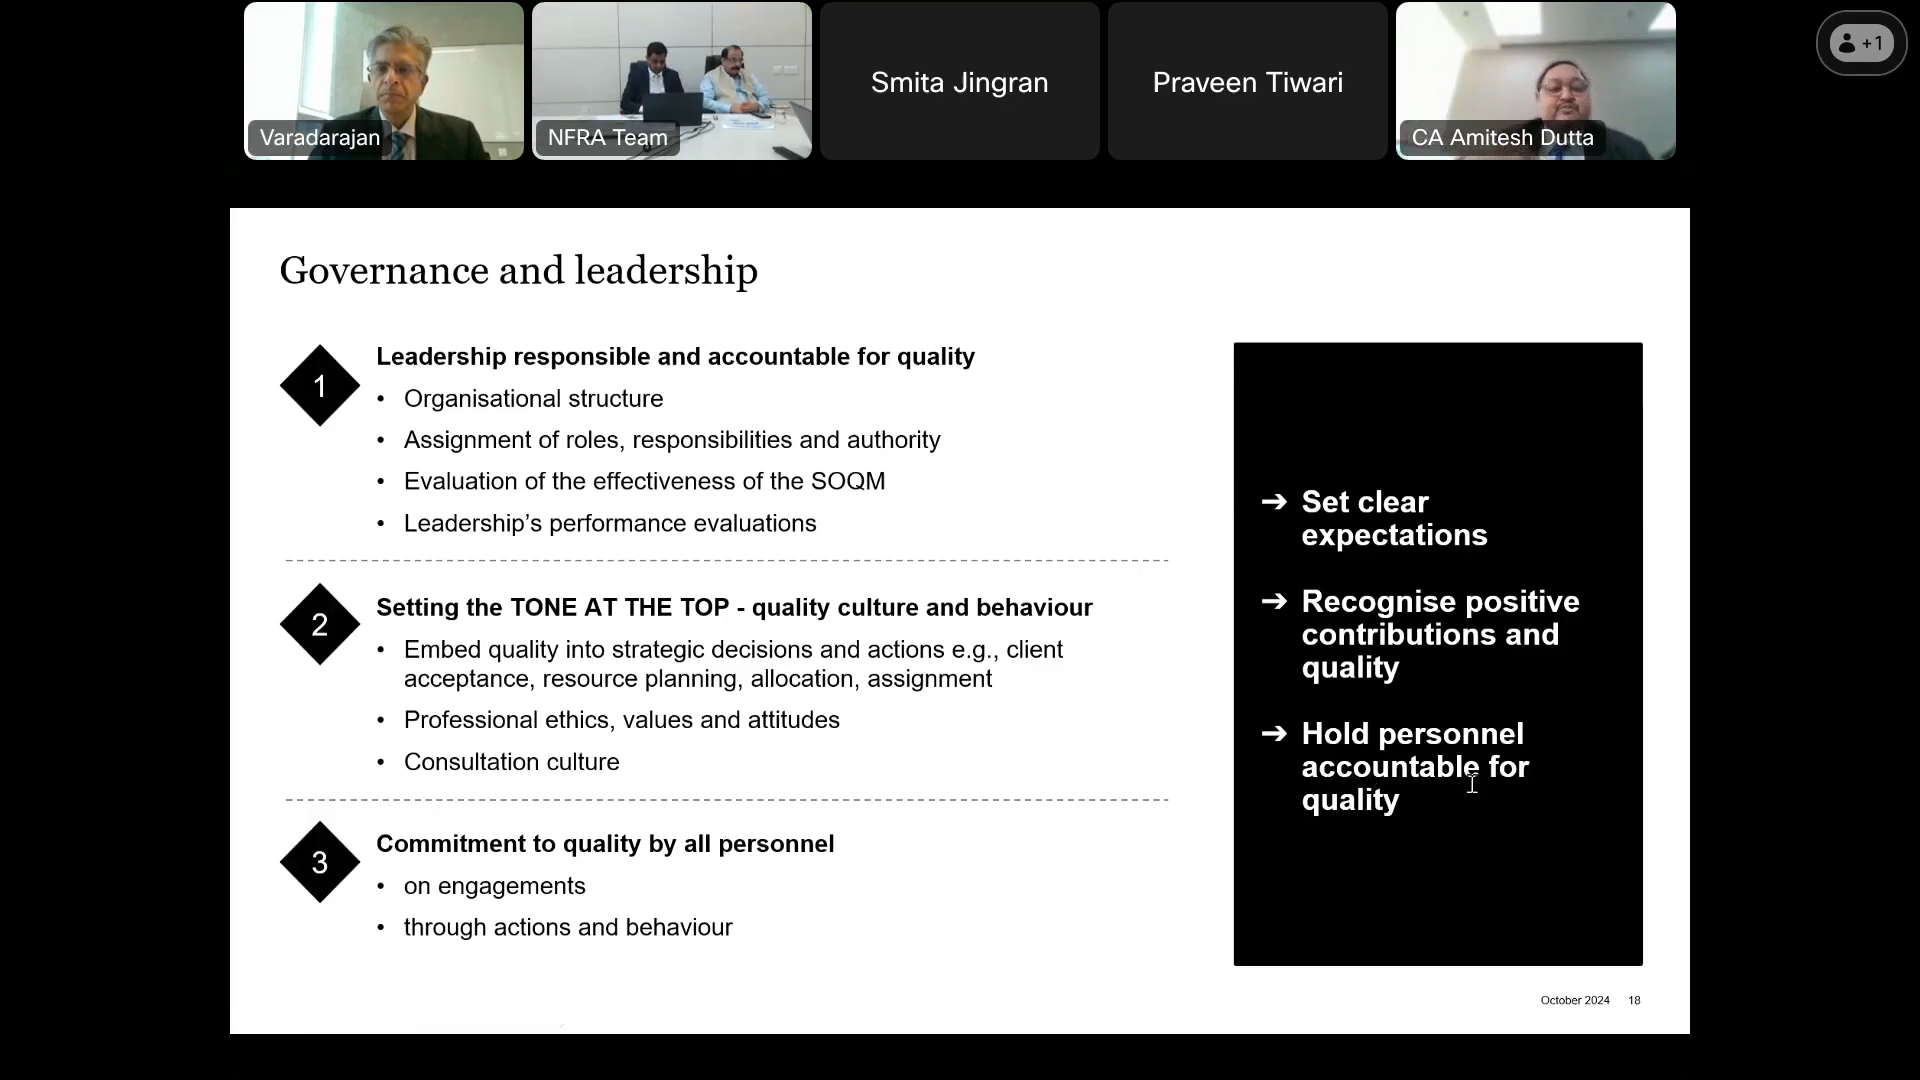 Varadarajan
NFRA Team
Smita Jingran
Praveen Tiwari
CA Amitesh Dutta
+1
Governance and leadership
1
Leadership responsible and accountable for quality
• Organisational structure
• Assignment of roles, responsibilities and authority
• Evaluation of the effectiveness of the SOQM
• Leadership’s performance evaluations
2
Setting the TONE AT THE TOP - quality culture and behaviour
• Embed quality into strategic decisions and actions e.g., client
acceptance, resource planning, allocation, assignment
• Professional ethics, values and attitudes
• Consultation culture
3
Commitment to quality by all personnel
• on engagements
• through actions and behaviour
➔ Set clear
expectations
➔ Recognise positive
contributions and
quality
➔ Hold personnel
accountable for
quality
October 2024 18